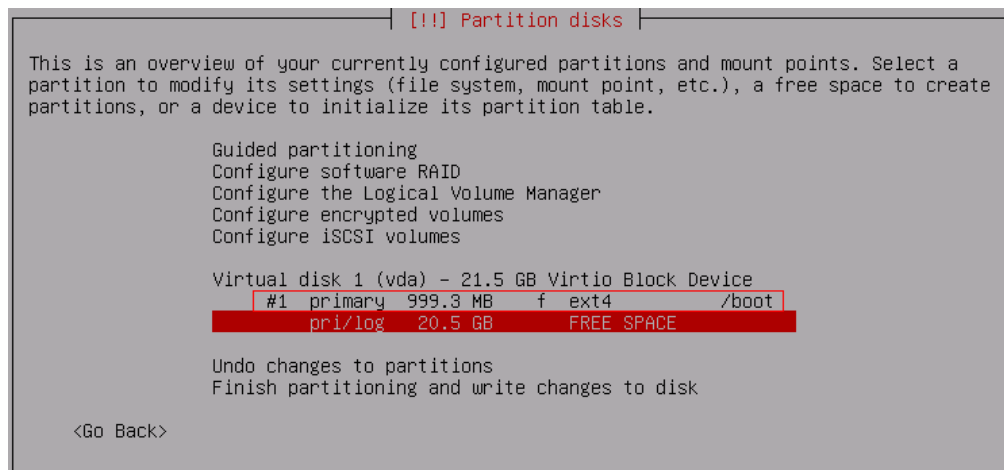 [!!] Partition disks
This is an overview of your currently configured partitions and mount points. Select a
partition to modify its settings (file system, mount point, etc.), a free space to create
partitions, or a device to initialize its partition table.
Guided partitioning
Configure software RAID
Configure the Logical Volume Manager
Configure encrypted volumes
Configure iSCSI volumes
Virtual disk 1 (vda) - 21.5 GB Virtio Block Device
#1 primary 999.3 MB f ext4 /boot
pri/log 20.5 GB FREE SPACE
Undo changes to partitions
Finish partitioning and write changes to disk
<Go Back>